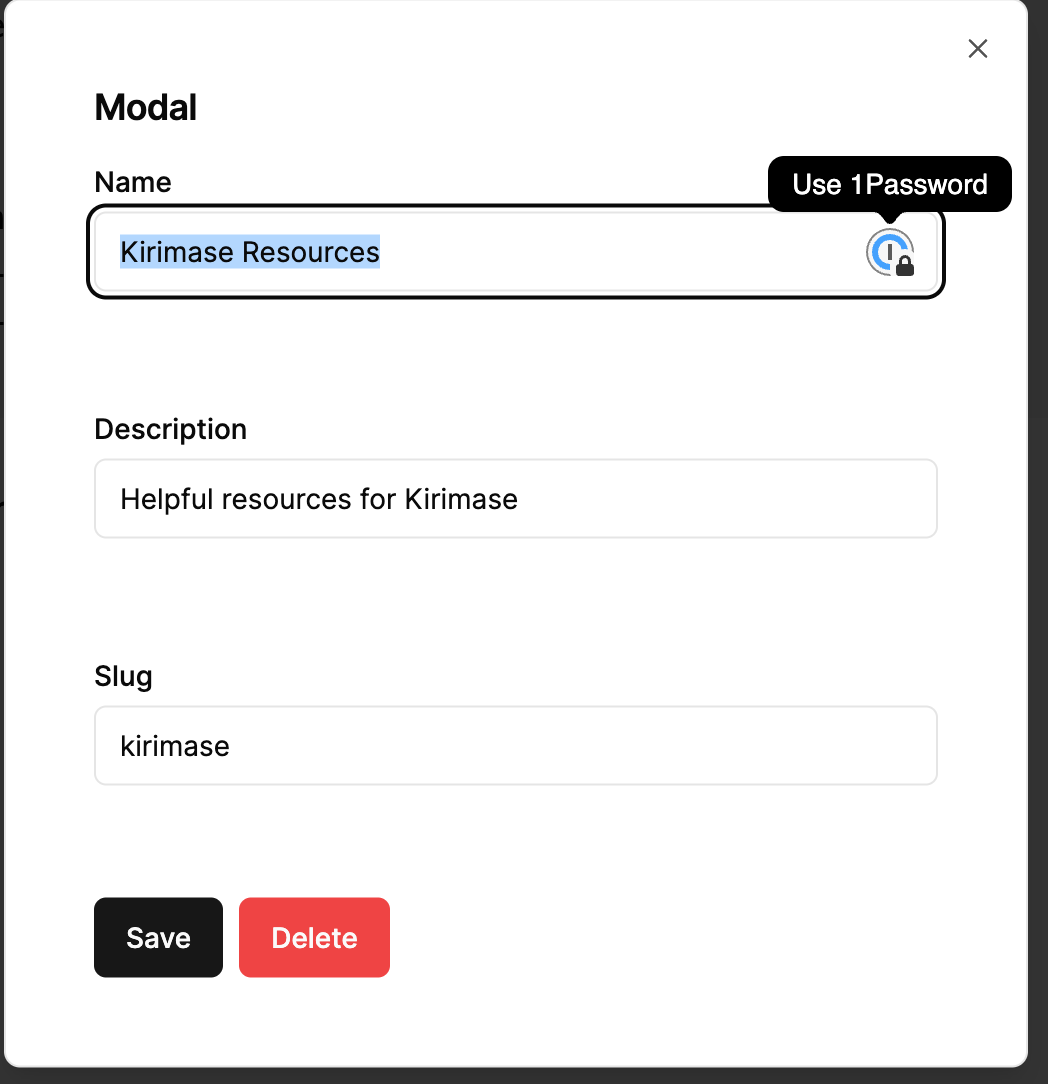 Modal
Name
Use 1Password
Kirimase Resources
Description
Helpful resources for Kirimase
Slug
kirimase
Save
Delete